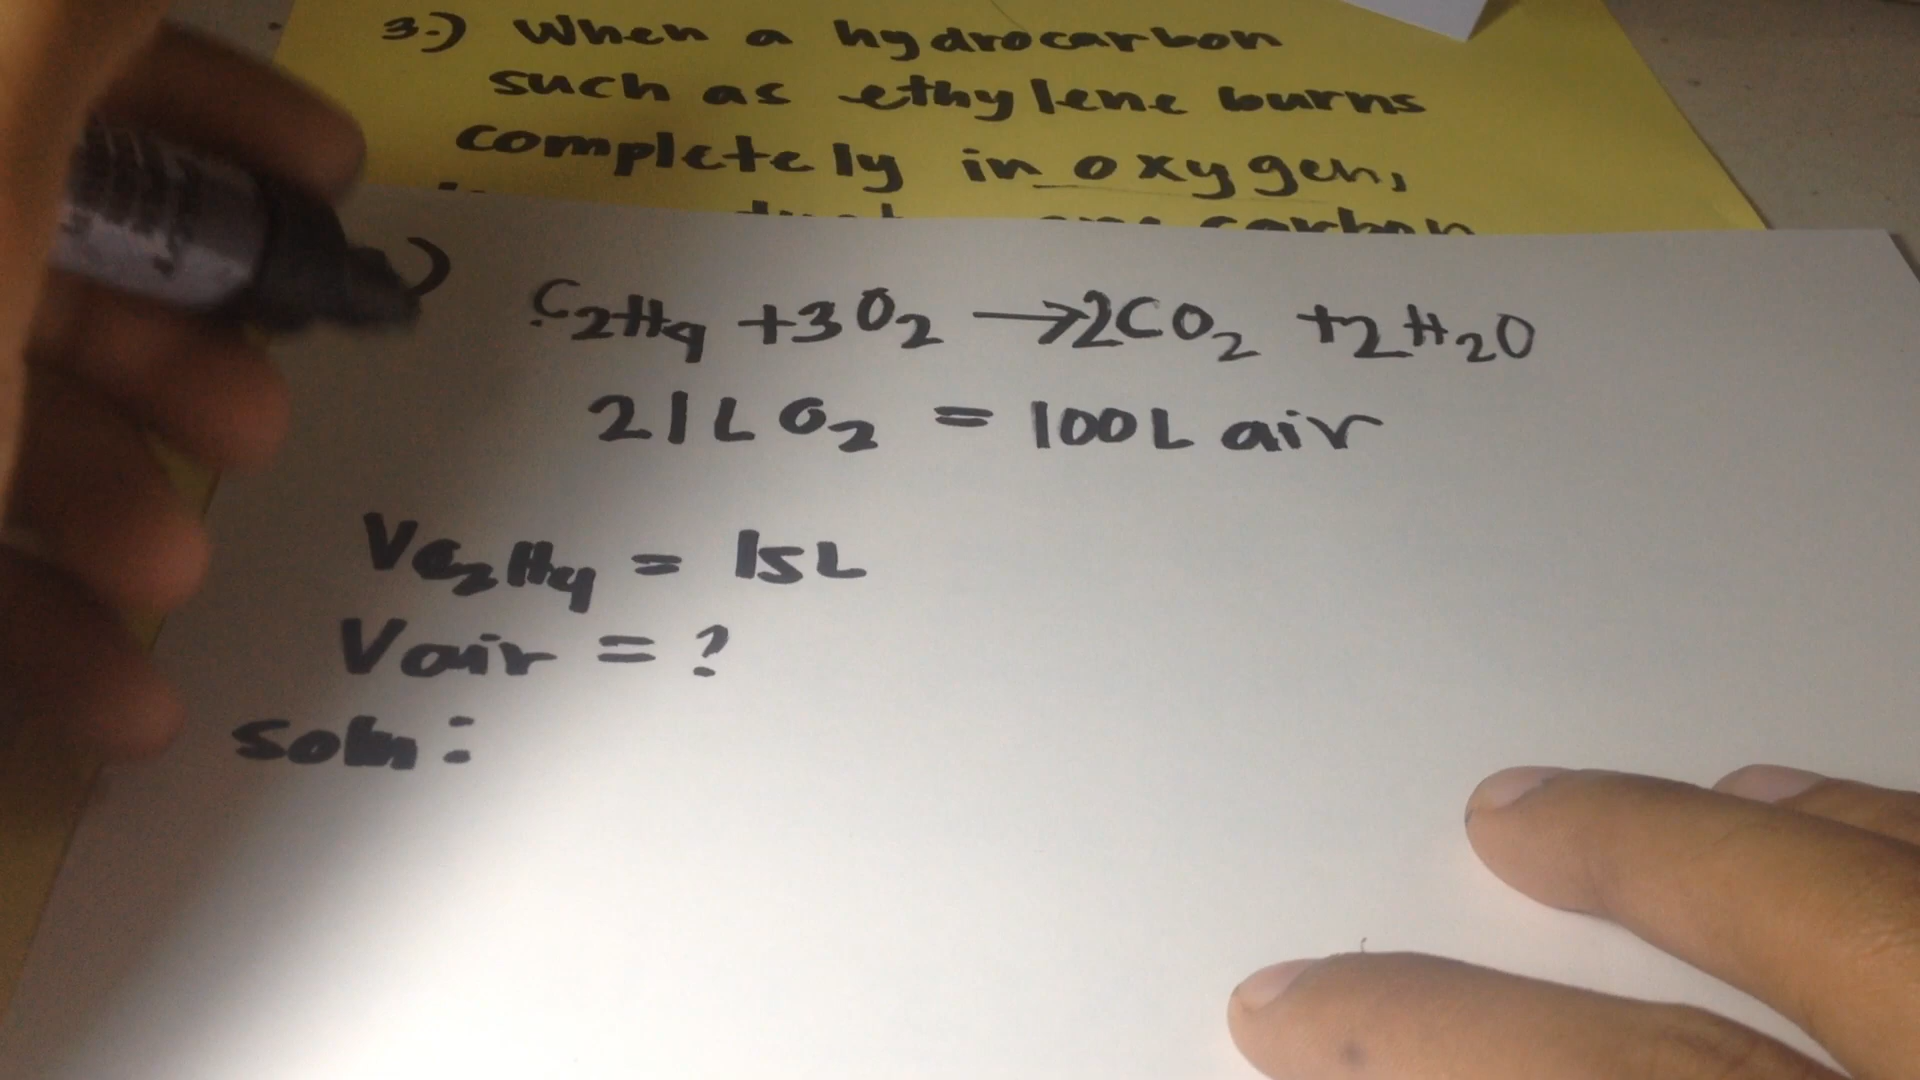 3.) When a hydrocarbon
such as ethylene burns
completely in oxygen,
carbon
)
C2H4 + 3O2 → 2CO2 + 2H2O
21L O2 = 100L air
VC2H4 = 15L
Vair = ?
Soln: